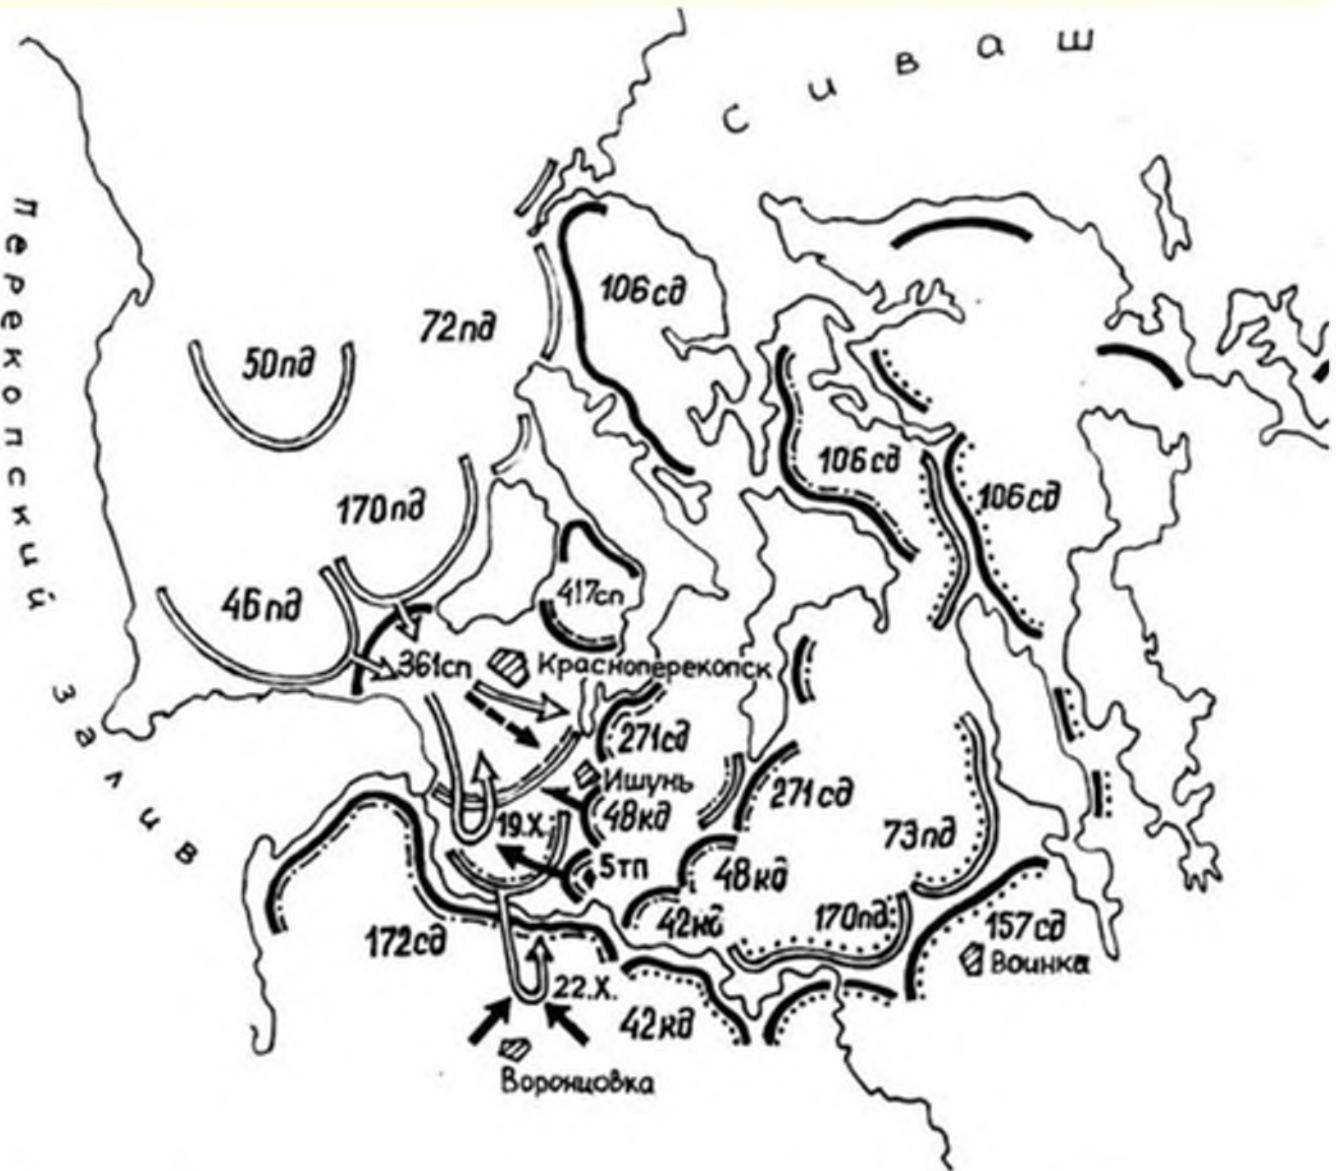 Сиваш
Перекопский залив
106сд
72пд
50пд
106сд
170пд
106сд
417сп
46пд
361сп
Красноперекопск
271сд
Ишунь
271сд
48кд
19.X.
73пд
5тп
48кд
42кд
170пд
157сд
172сд
Воинка
22.X.
42кд
Воронцовка